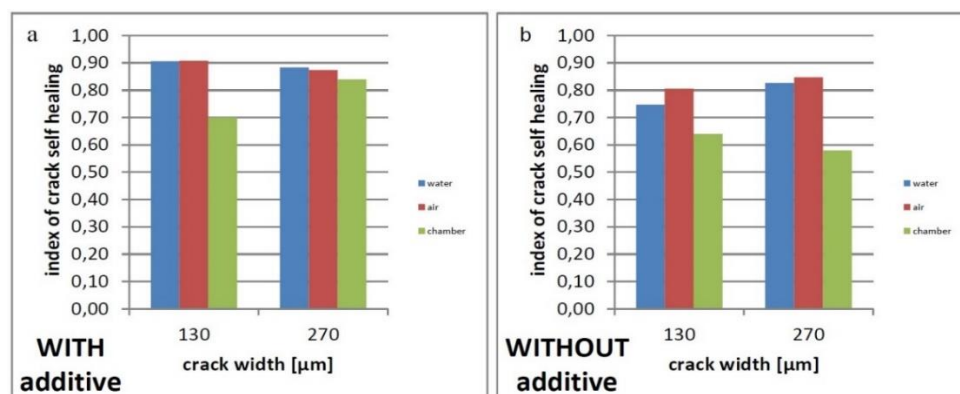 a
1,00
0,90
0,80
0,70
0,60
0,50
0,40
0,30
0,20
0,10
0,00
index of crack self healing
130 270
crack width [µm]
WITH
additive
water
air
chamber
b
1,00
0,90
0,80
0,70
0,60
0,50
0,40
0,30
0,20
0,10
0,00
index of crack self healing
130 270
crack width [µm]
WITHOUT
additive
water
air
chamber